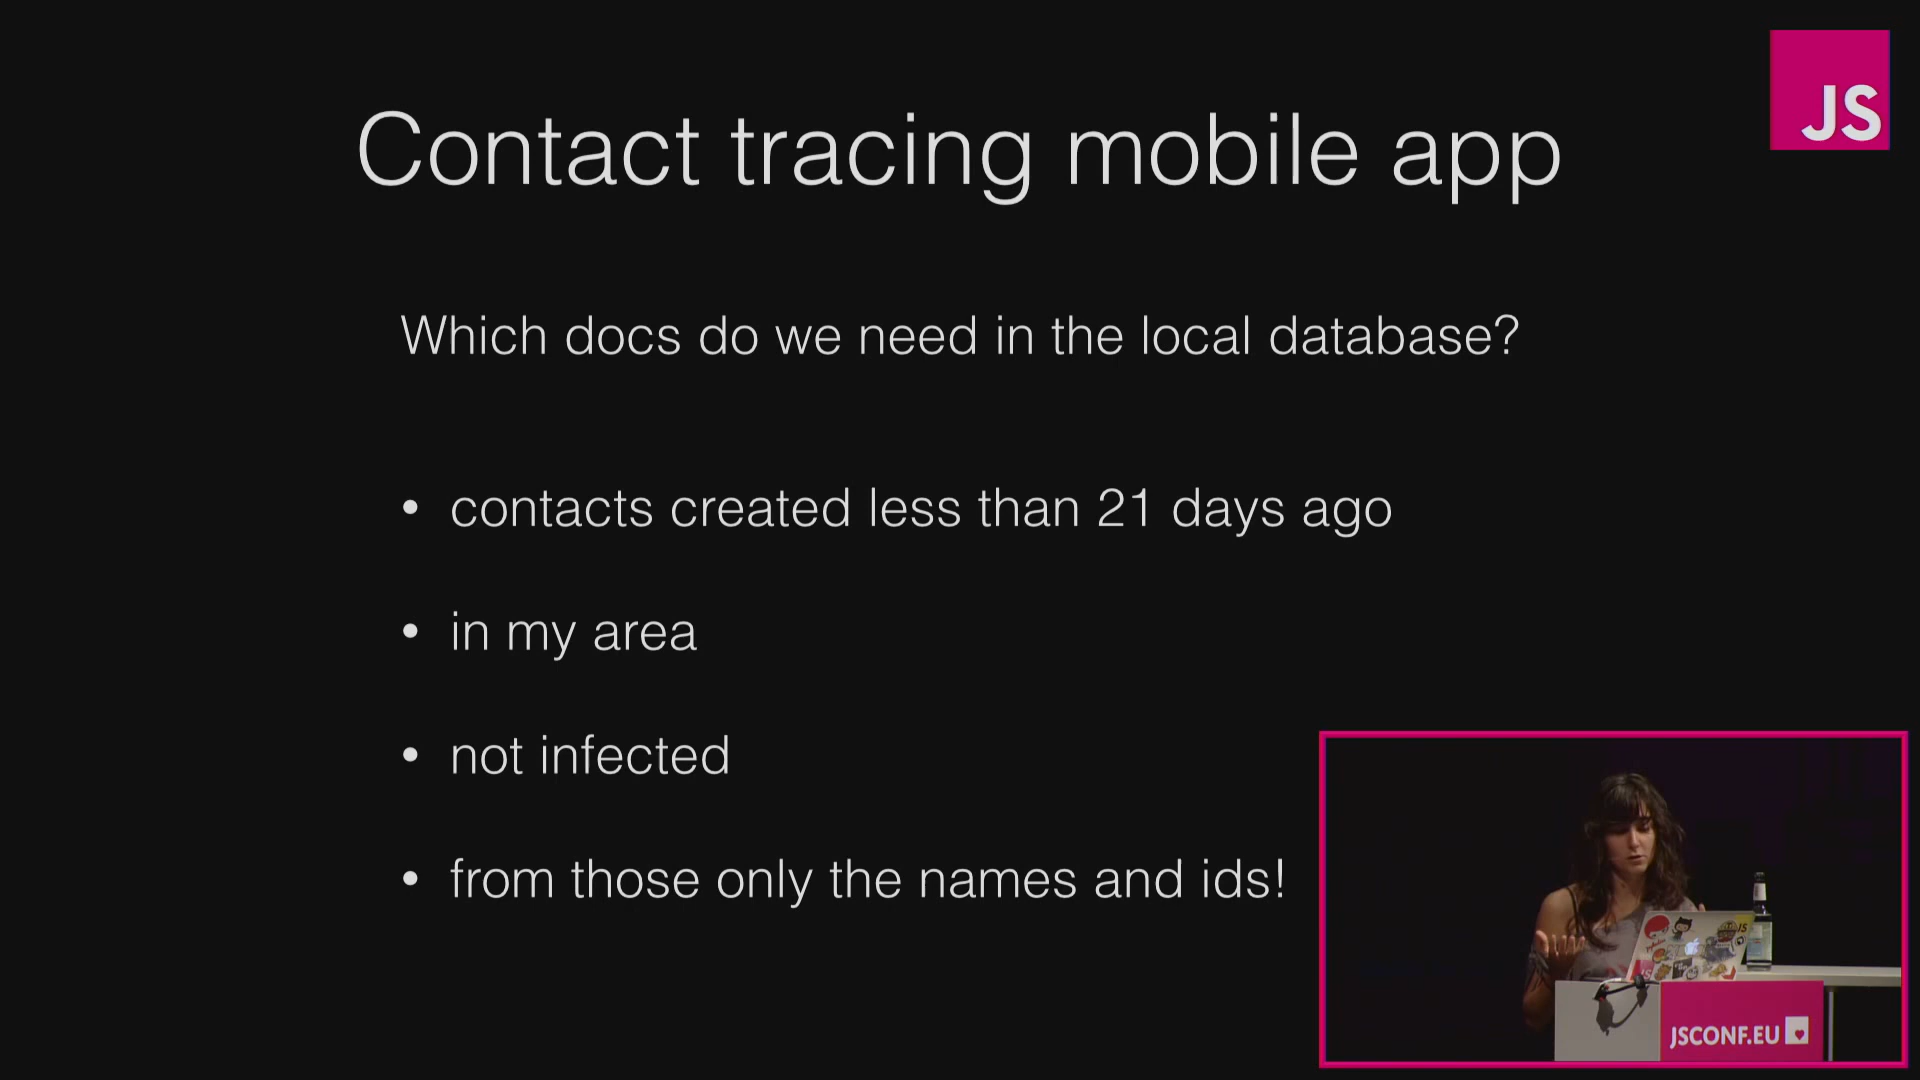 JS
Contact tracing mobile app
Which docs do we need in the local database?
• contacts created less than 21 days ago
• in my area
• not infected
• from those only the names and ids!
JS
JSCONF.EU